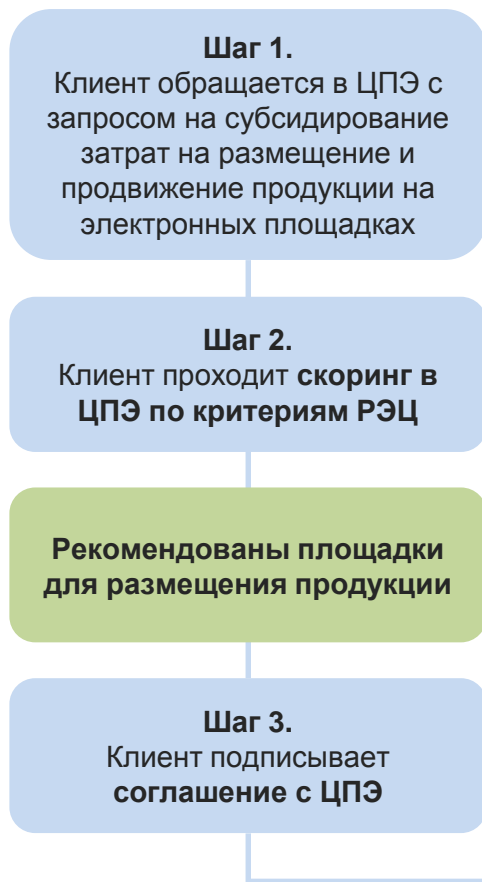 Шаг 1.
Клиент обращается в ЦПЭ с
запросом на субсидирование
затрат на размещение и
продвижение продукции на
электронных площадках
Шаг 2.
Клиент проходит скоринг в
ЦПЭ по критериям РЭЦ
Рекомендованы площадки
для размещения продукции
Шаг 3.
Клиент подписывает
соглашение с ЦПЭ